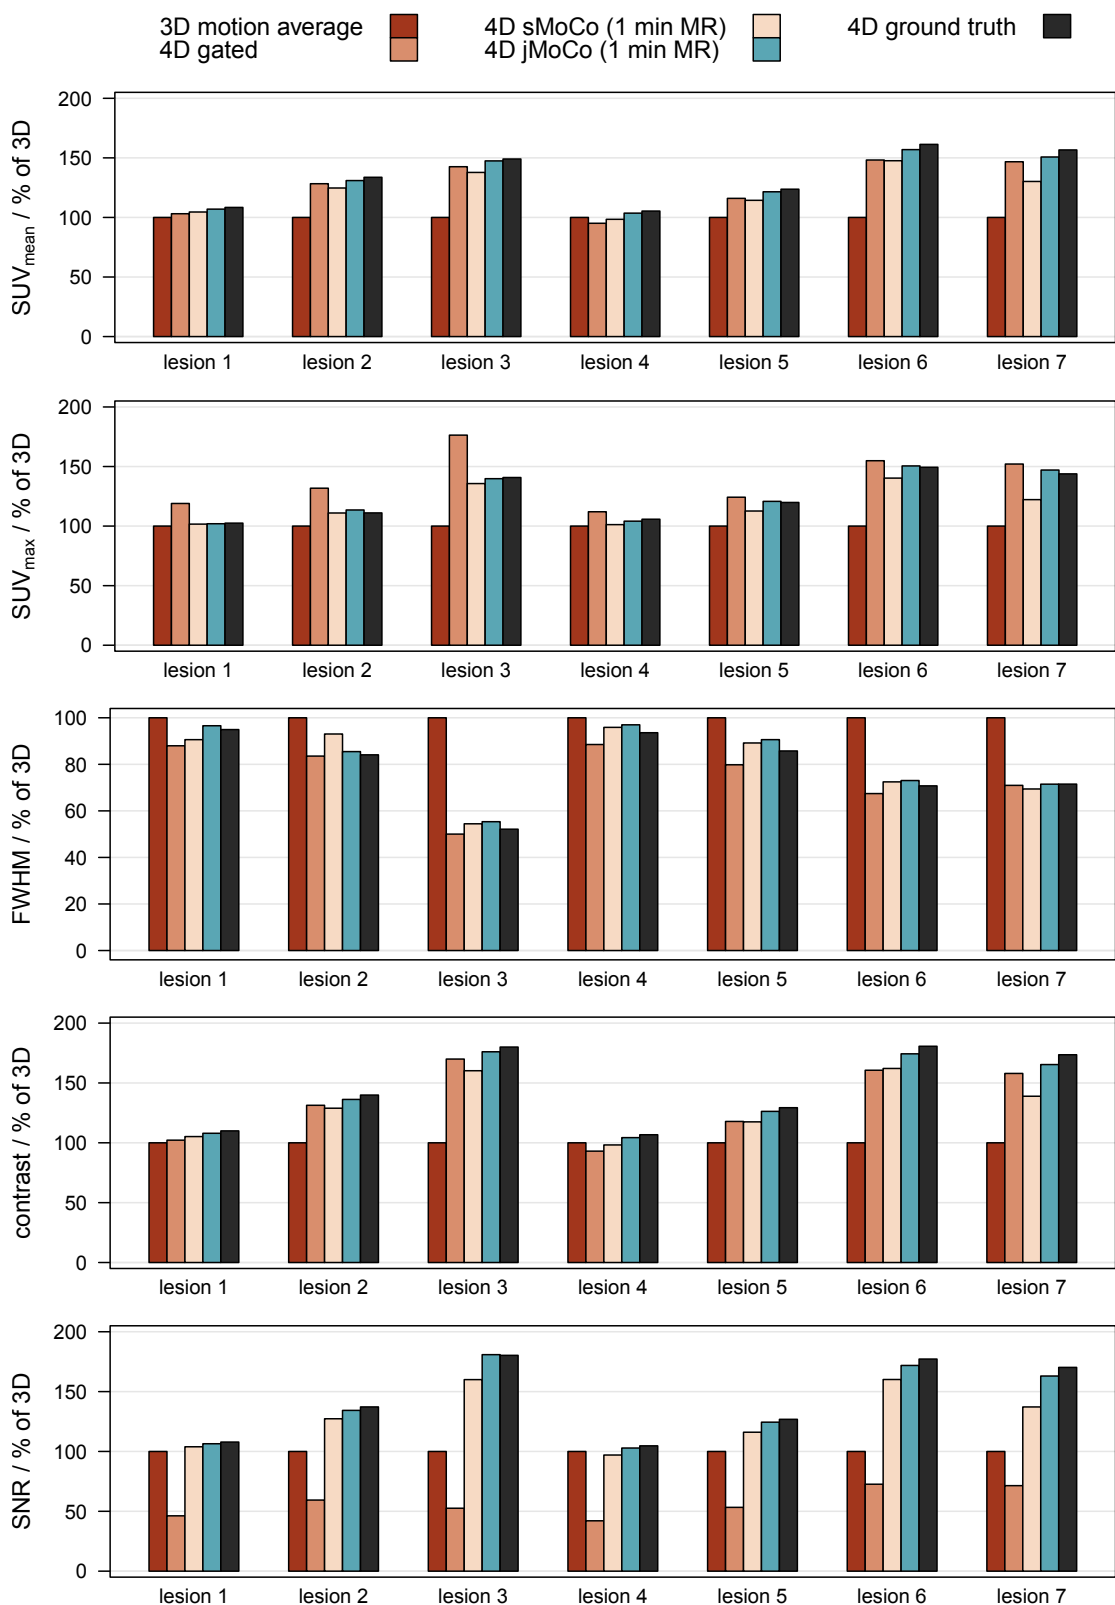 3D motion average
4D gated
4D sMoCo (1 min MR)
4D jMoCo (1 min MR)
4D ground truth
SUVmean / % of 3D
200
150
100
50
0
lesion 1 lesion 2 lesion 3 lesion 4 lesion 5 lesion 6 lesion 7
SUVmax / % of 3D
200
150
100
50
0
lesion 1 lesion 2 lesion 3 lesion 4 lesion 5 lesion 6 lesion 7
FWHM / % of 3D
100
80
60
40
20
0
lesion 1 lesion 2 lesion 3 lesion 4 lesion 5 lesion 6 lesion 7
contrast / % of 3D
200
150
100
50
0
lesion 1 lesion 2 lesion 3 lesion 4 lesion 5 lesion 6 lesion 7
SNR / % of 3D
200
150
100
50
0
lesion 1 lesion 2 lesion 3 lesion 4 lesion 5 lesion 6 lesion 7